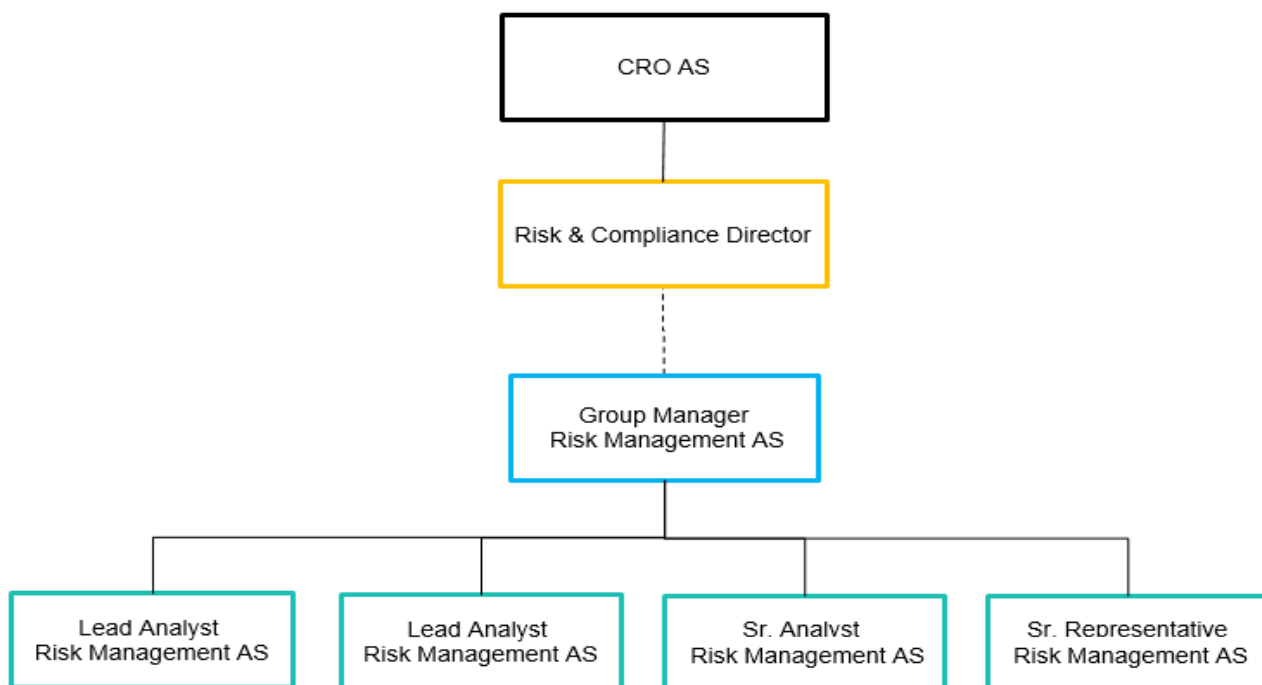 CRO AS
Risk & Compliance Director
Group Manager
Risk Management AS
Lead Analyst
Risk Management AS
Lead Analyst
Risk Management AS
Sr. Analyst
Risk Management AS
Sr. Representative
Risk Management AS